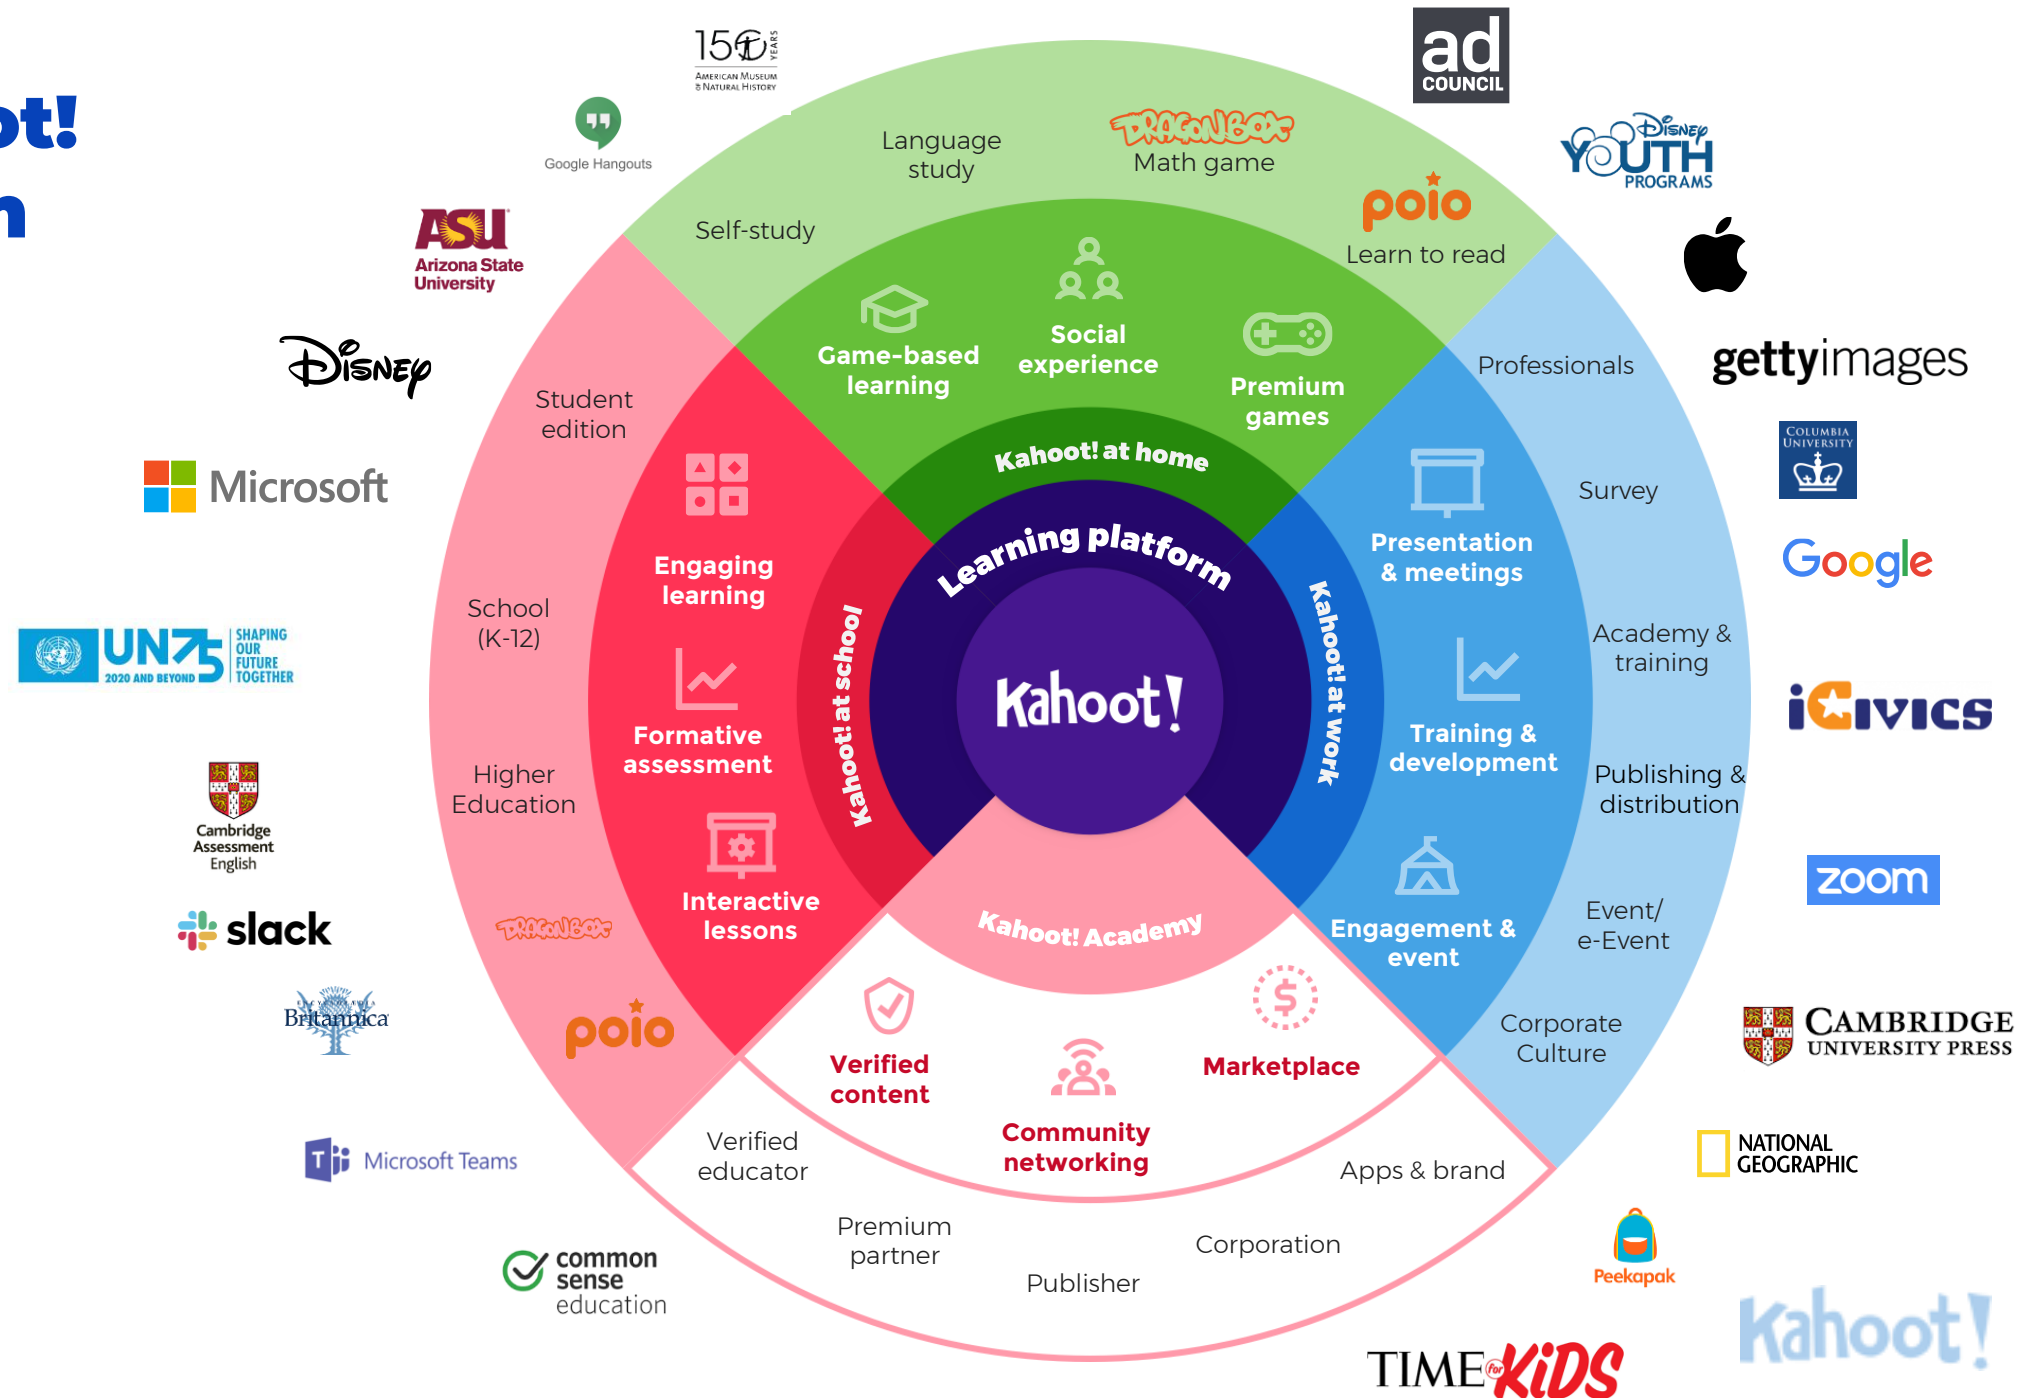 ot!
n
150 YEARS
AMERICAN MUSEUM
OF NATURAL HISTORY
Google Hangouts
ASU
Arizona State
University
Disney
Microsoft
UN75
2020 AND BEYOND
SHAPING
OUR
FUTURE
TOGETHER
Cambridge
Assessment
English
slack
ENCYCLOPÆDIA
Britannica
Microsoft Teams
common
sense
education
Language
study
DRAGONBOX
Math game
Self-study
poio
Learn to read
Game-based
learning
Social
experience
Premium
games
Kahoot! at home
Student
edition
School
(K-12)
Higher
Education
DRAGONBOX
poio
Engaging
learning
Formative
assessment
Interactive
lessons
Kahoot! at school
Learning platform
Kahoot!
Kahoot! at work
Presentation
& meetings
Training &
development
Engagement &
event
Professionals
Survey
Academy &
training
Publishing &
distribution
Event/
e-Event
Corporate
Culture
Kahoot! Academy
Verified
content
Community
networking
Marketplace
Verified
educator
Premium
partner
Publisher
Corporation
Apps & brand
ad
COUNCIL
Disney
YOUTH
PROGRAMS
gettyimages
COLUMBIA
UNIVERSITY
Google
iCivics
zoom
CAMBRIDGE
UNIVERSITY PRESS
NATIONAL
GEOGRAPHIC
Peekapak
TIME for KiDS
Kahoot!